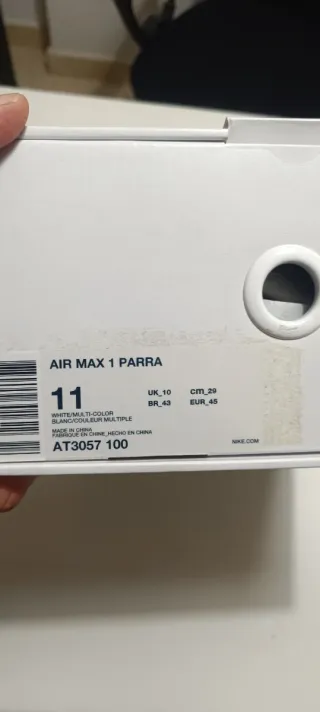 AIR MAX 1 PARRA
11
UK_10 cm_29
BR_43 EUR_45
WHITE/MULTI-COLOR
BLANC/COULEUR MULTIPLE
MADE IN CHINA
FABRIQUE EN CHINE_HECHO EN CHINA
AT3057 100
NIKE.COM